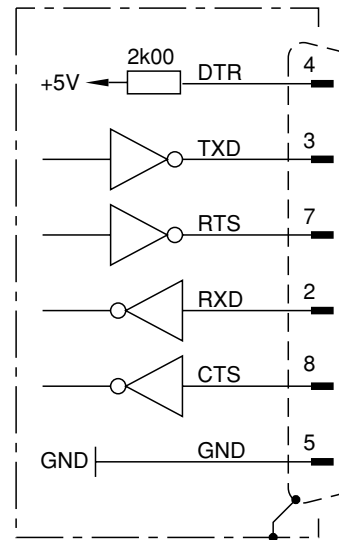 2k00
+5V DTR 4
TXD 3
RTS 7
RXD 2
CTS 8
GND GND 5